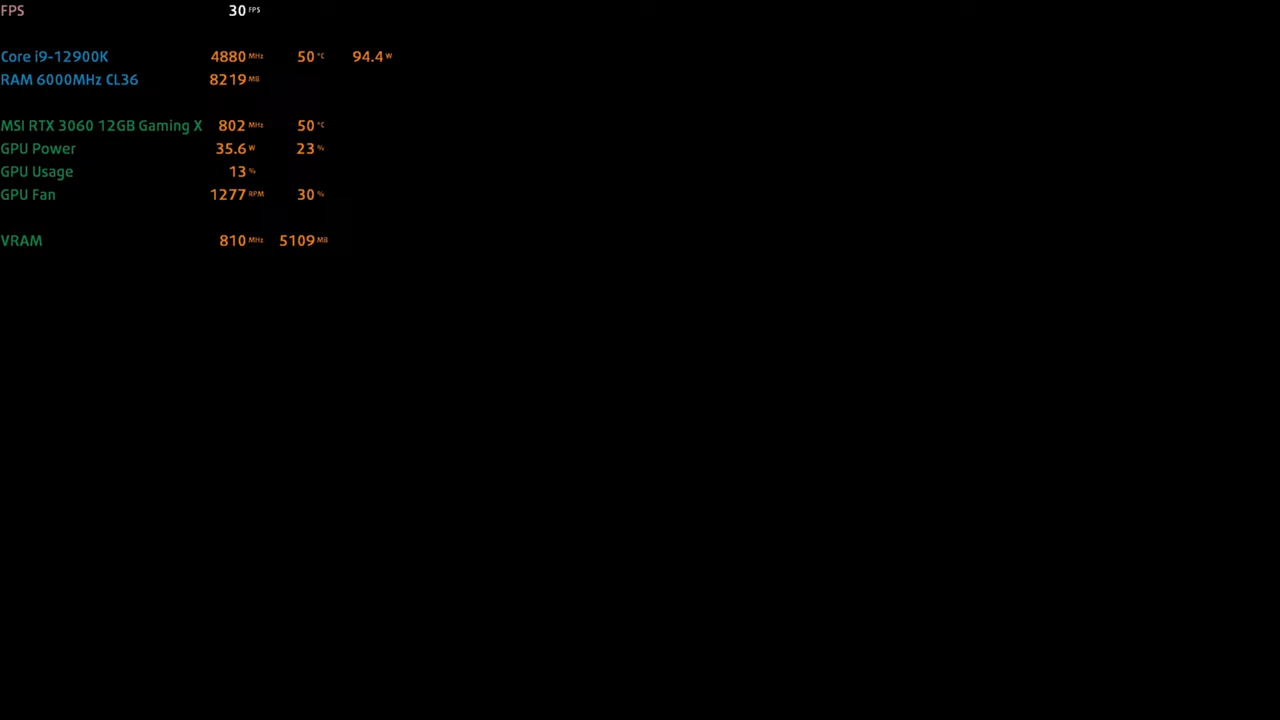 FPS 30 FPS
Core i9-12900K 4880 MHz 50 °C 94.4 W
RAM 6000MHz CL36 8219 MB
MSI RTX 3060 12GB Gaming X 802 MHz 50 °C
GPU Power 35.6 W 23 %
GPU Usage 13 %
GPU Fan 1277 RPM 30 %
VRAM 810 MHz 5109 MB